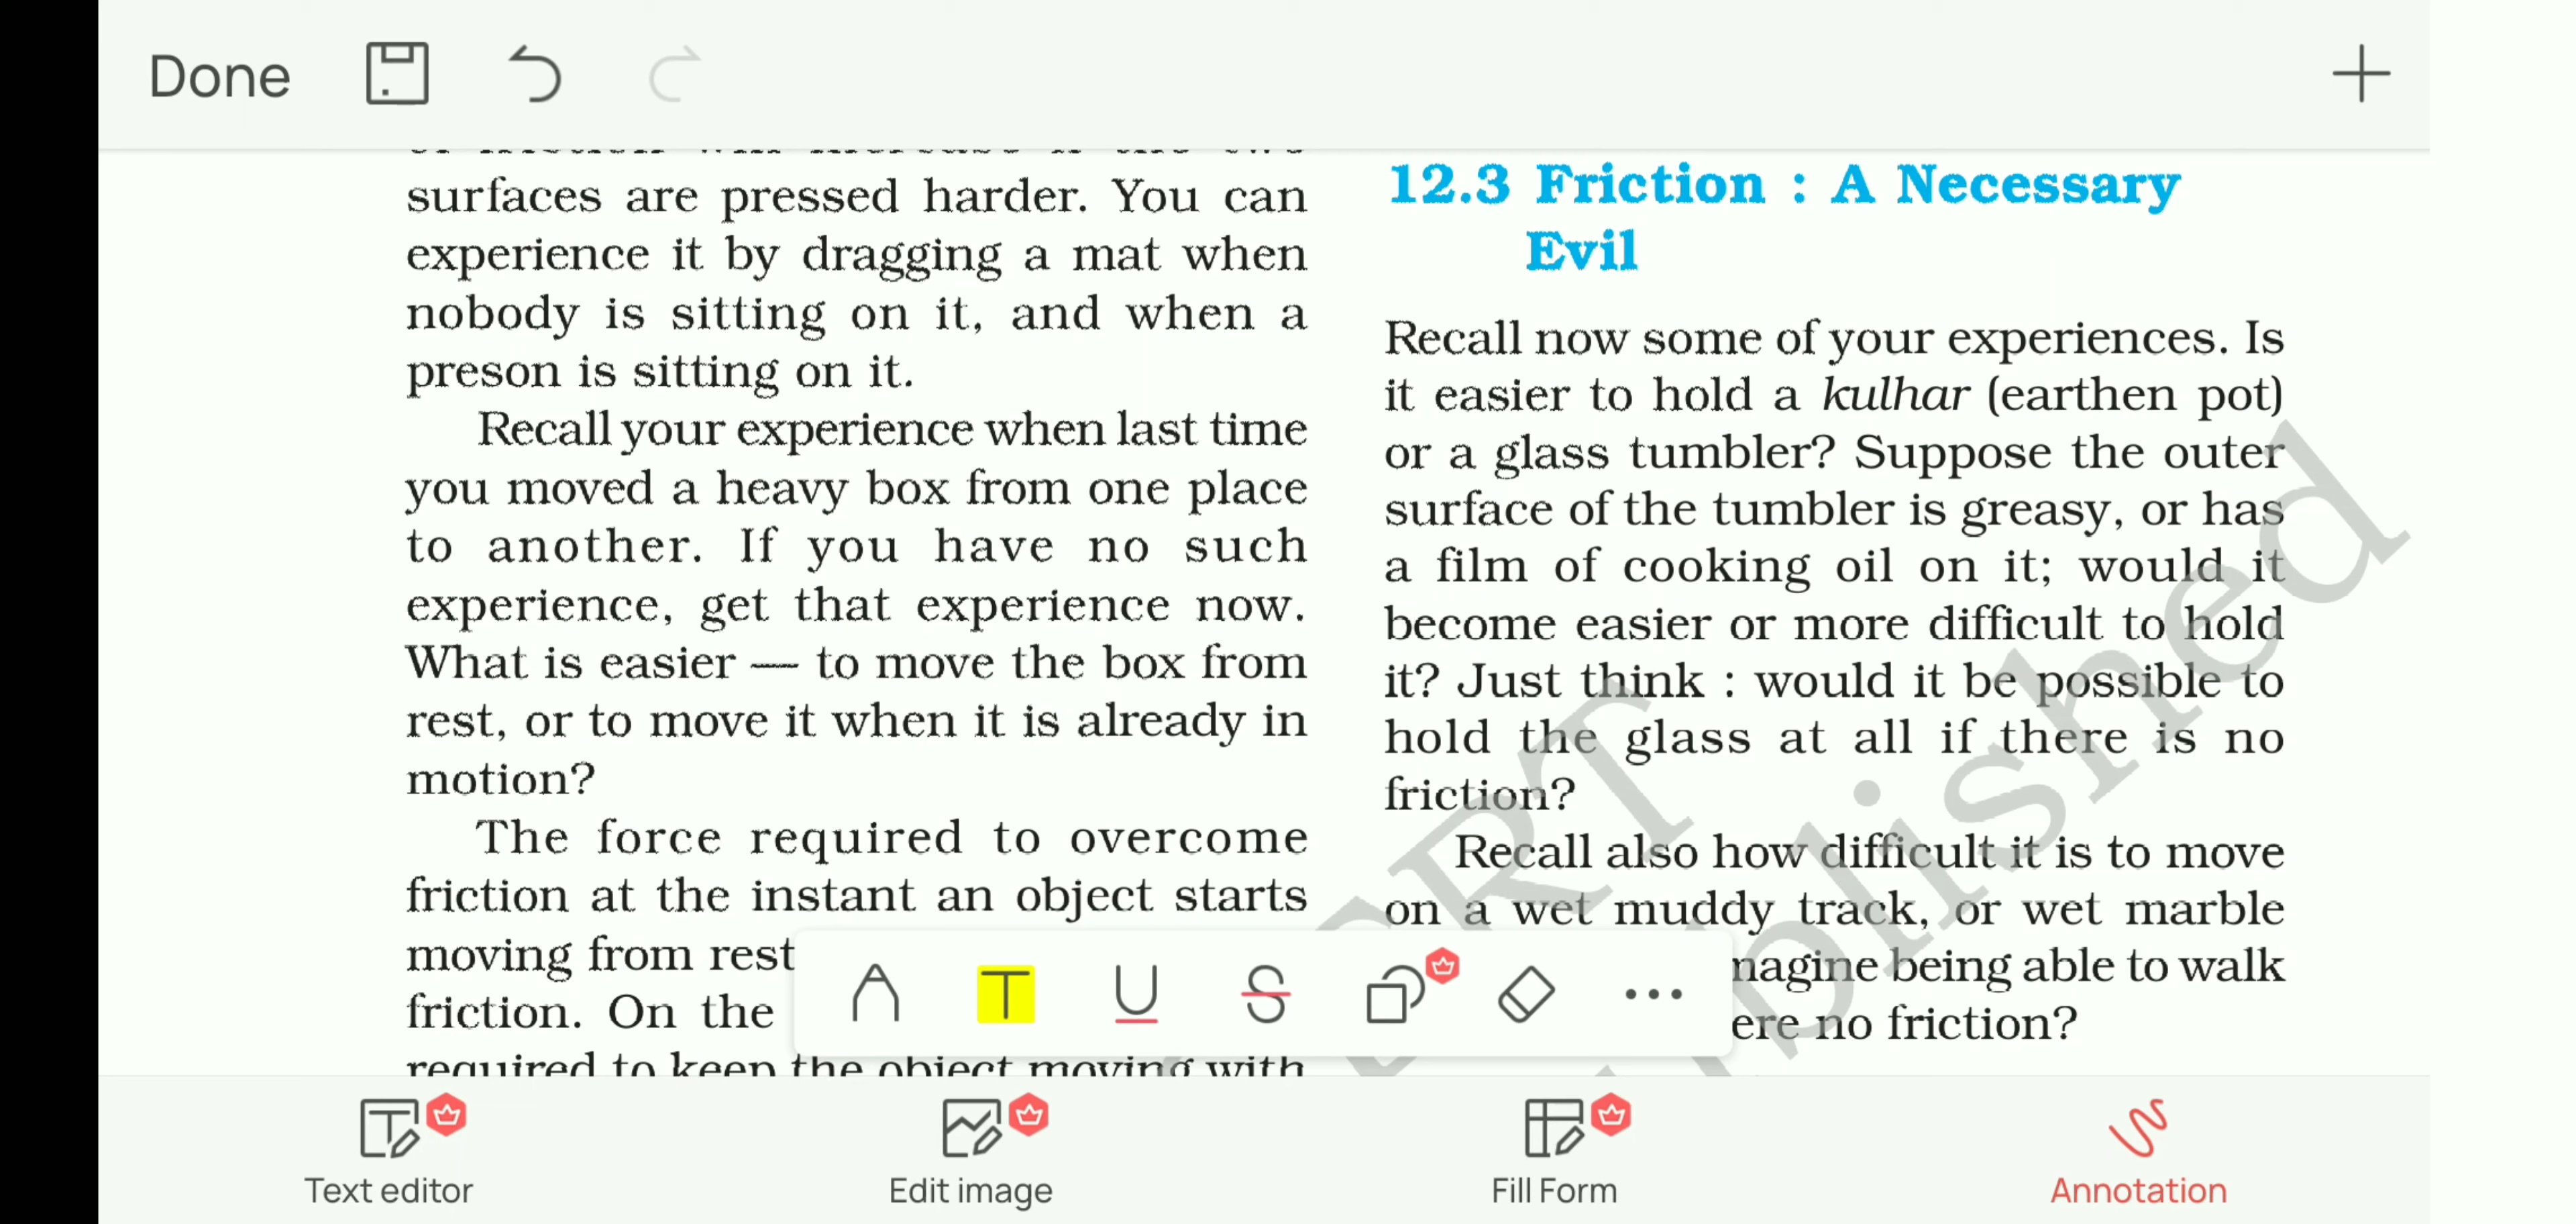 Done
surfaces are pressed harder. You can
experience it by dragging a mat when
nobody is sitting on it, and when a
preson is sitting on it.
Recall your experience when last time
you moved a heavy box from one place
to another. If you have no such
experience, get that experience now.
What is easier — to move the box from
rest, or to move it when it is already in
motion?
The force required to overcome
friction at the instant an object starts
moving from rest
friction. On the
required to keep the object moving with
12.3 Friction : A Necessary
Evil
Recall now some of your experiences. Is
it easier to hold a kulhar (earthen pot)
or a glass tumbler? Suppose the outer
surface of the tumbler is greasy, or has
a film of cooking oil on it; would it
become easier or more difficult to hold
it? Just think : would it be possible to
hold the glass at all if there is no
friction?
Recall also how difficult it is to move
on a wet muddy track, or wet marble
magine being able to walk
ere no friction?
Text editor
Edit image
Fill Form
Annotation